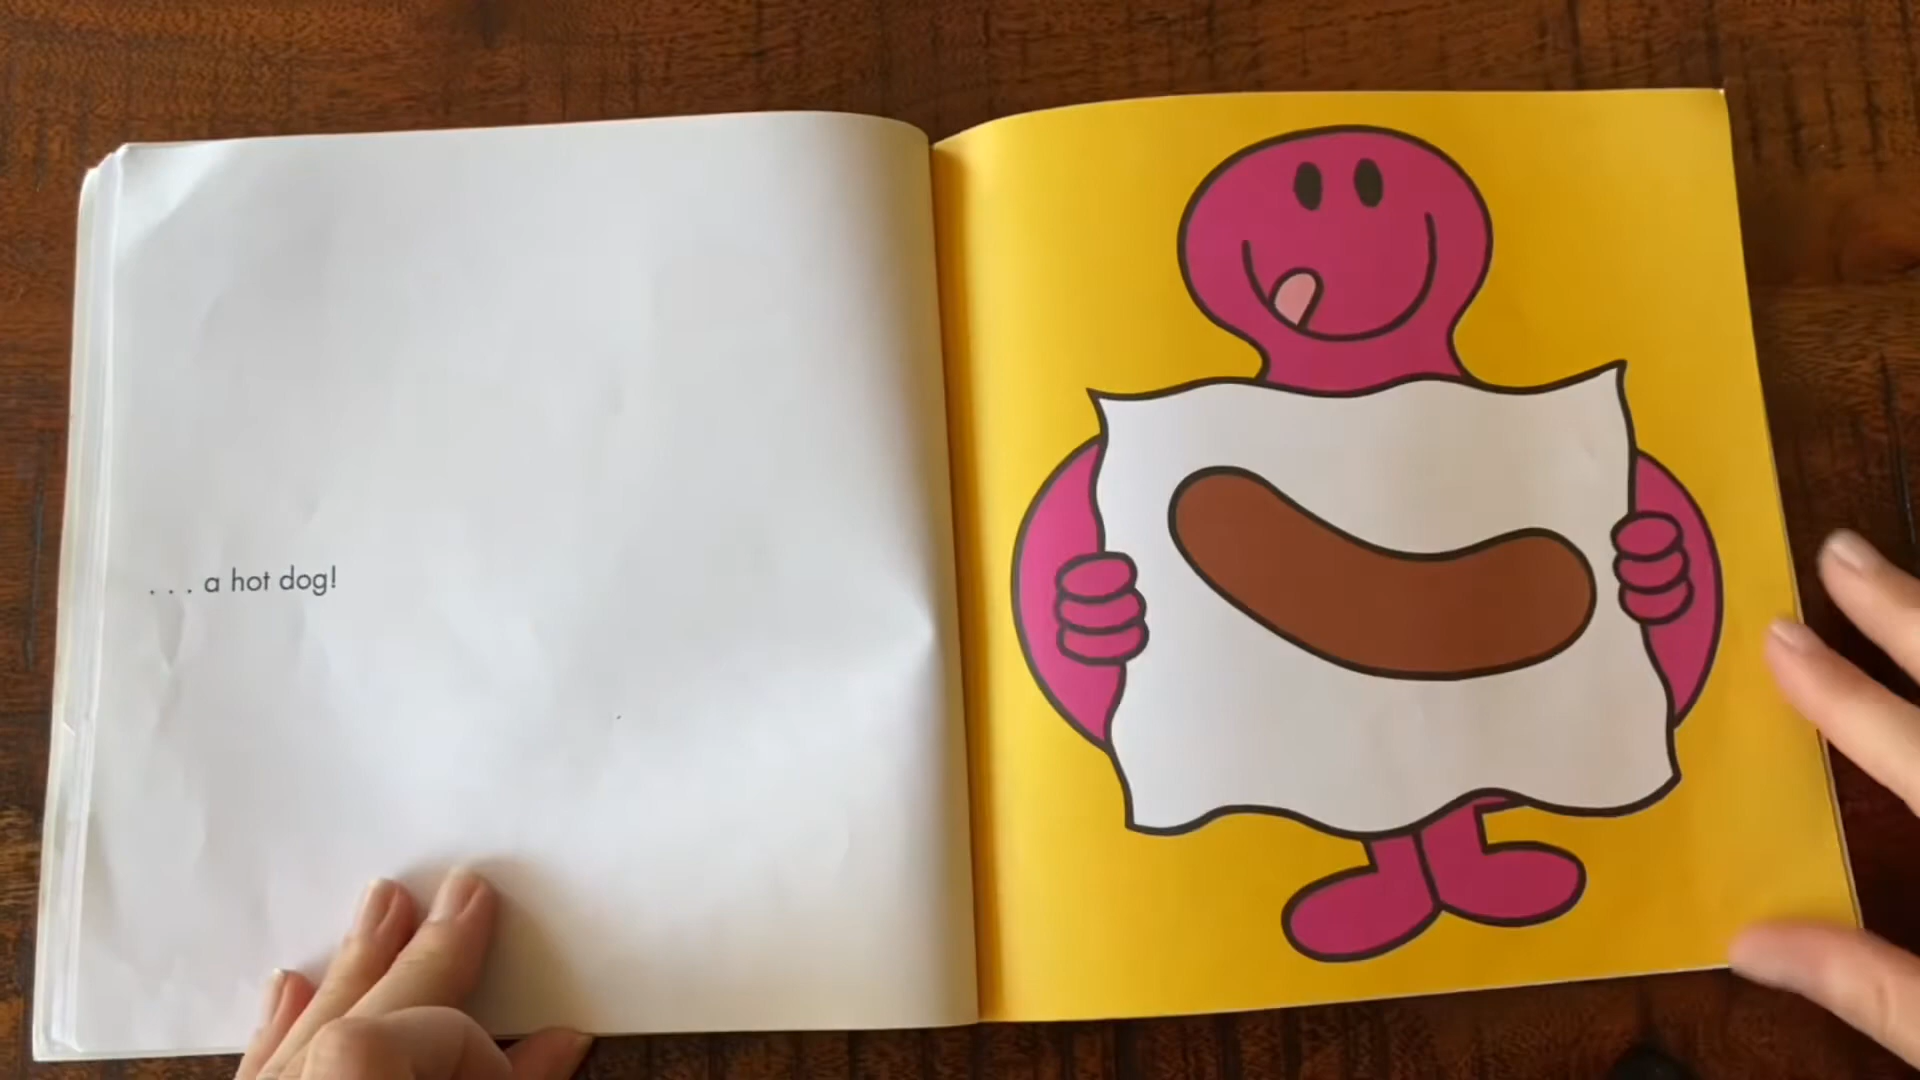 . . . a hot dog!